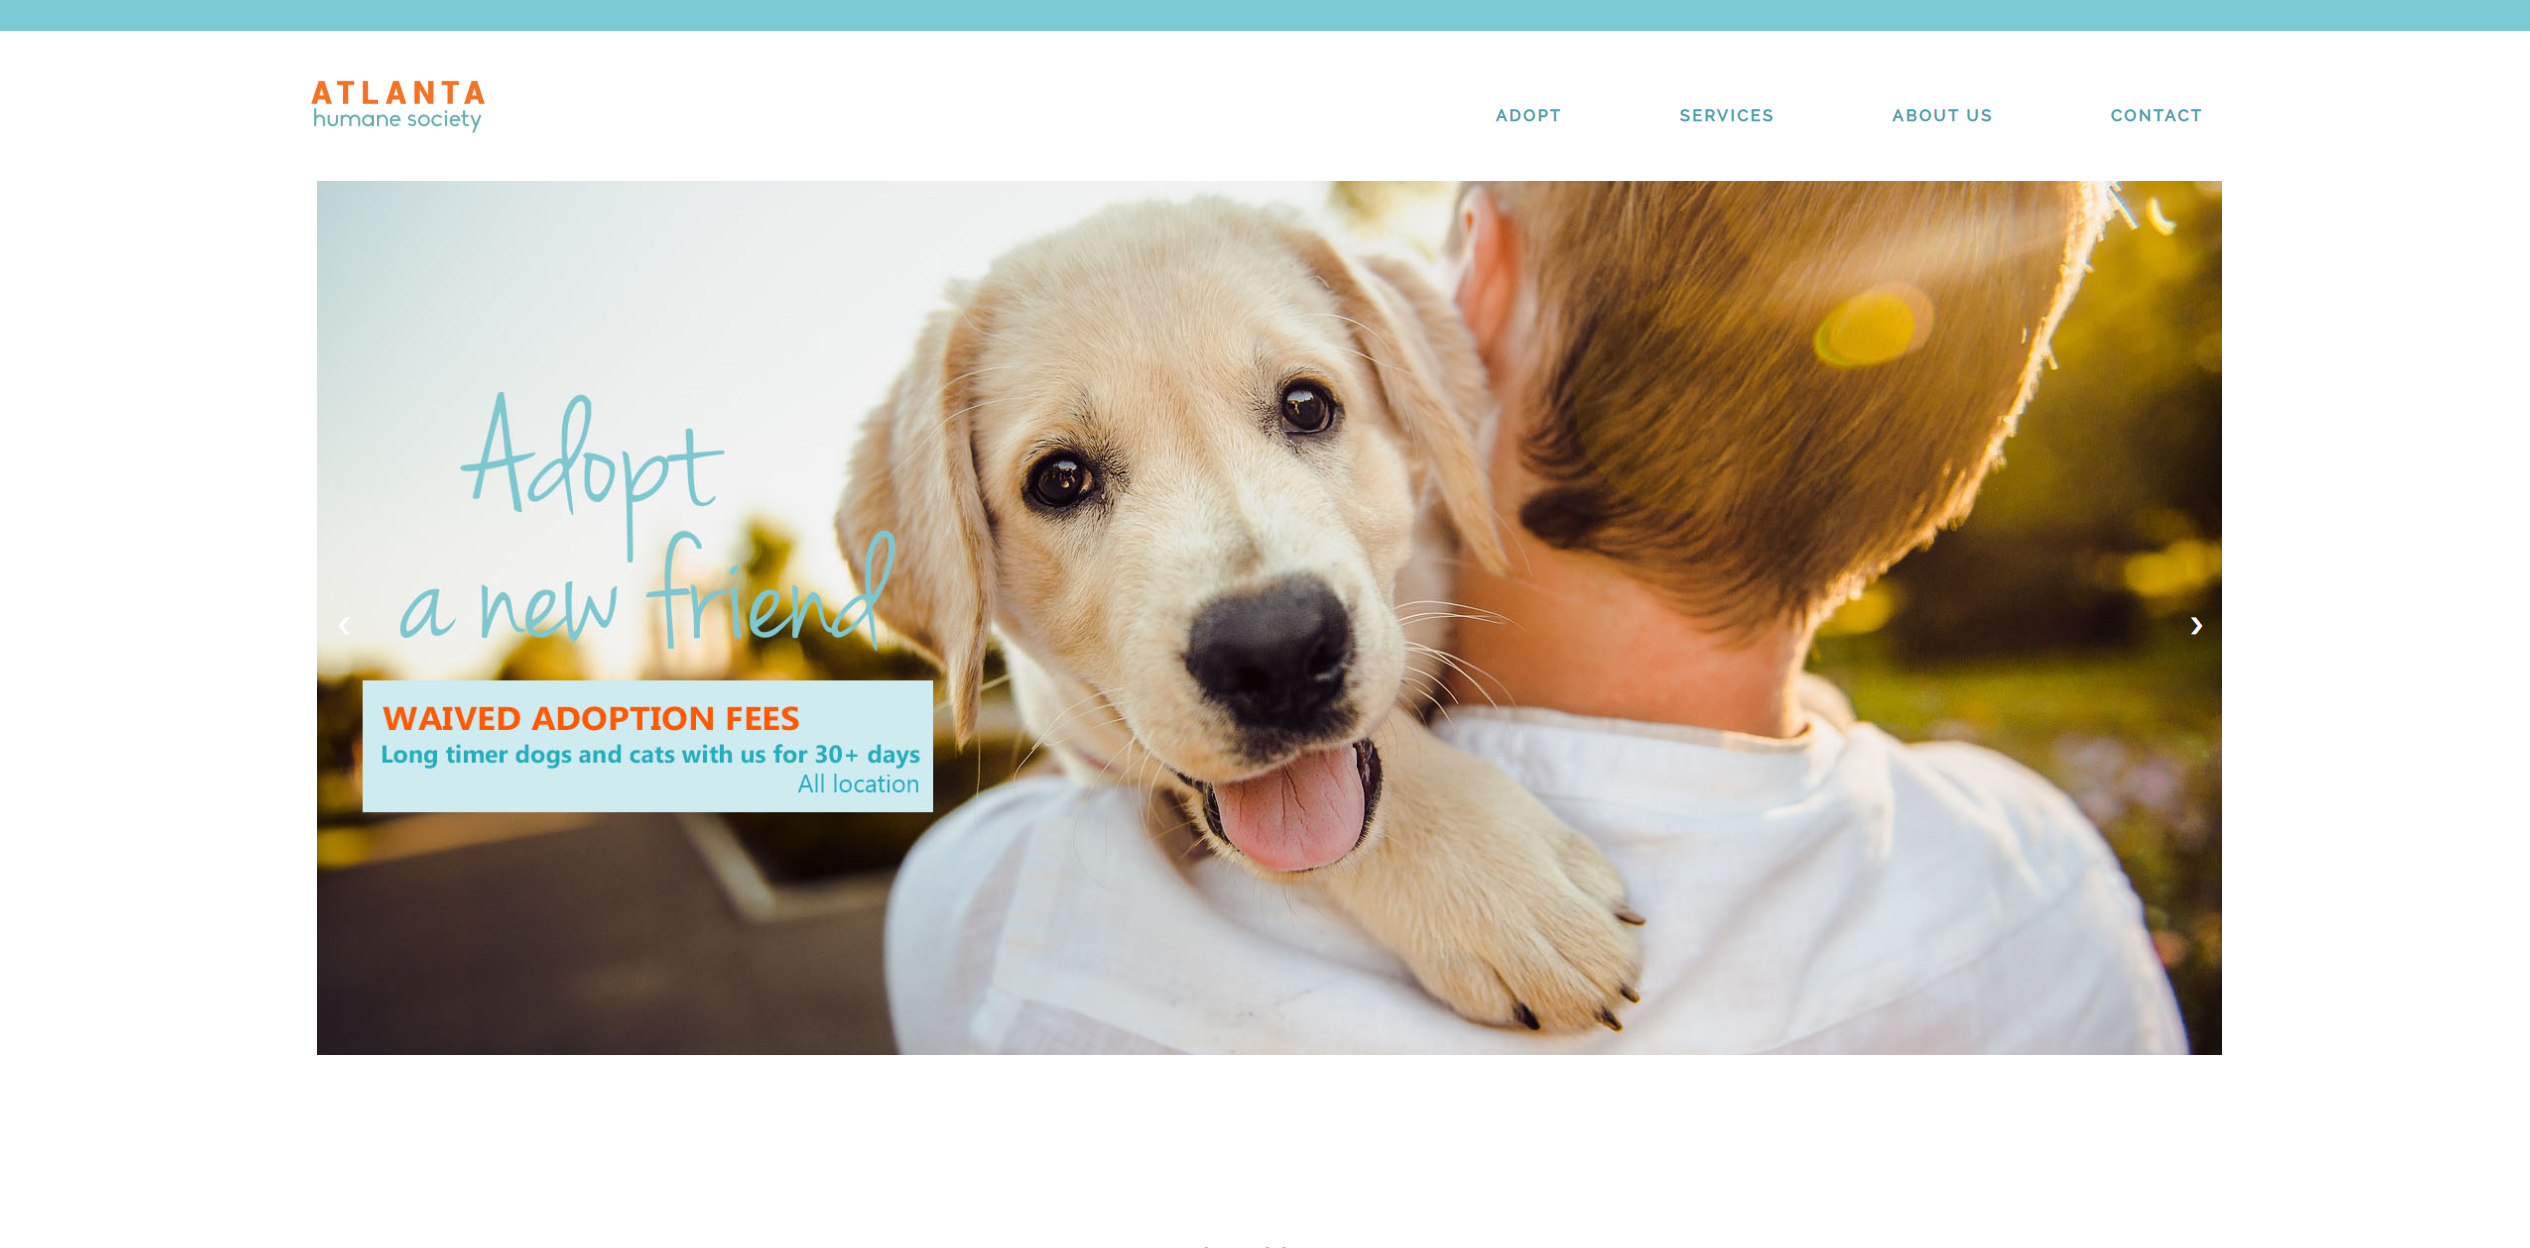 ATLANTA
humane society
ADOPT SERVICES ABOUT US CONTACT
Adopt
a new friend
WAIVED ADOPTION FEES
Long timer dogs and cats with us for 30+ days
All location